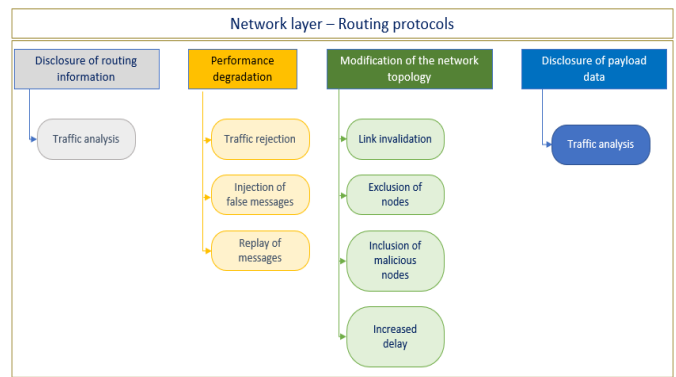 Network layer – Routing protocols
Disclosure of routing
information
Traffic analysis
Performance
degradation
Traffic rejection
Injection of
false messages
Replay of
messages
Modification of the network
topology
Link invalidation
Exclusion of
nodes
Inclusion of
malicious
nodes
Increased
delay
Disclosure of payload
data
Traffic analysis